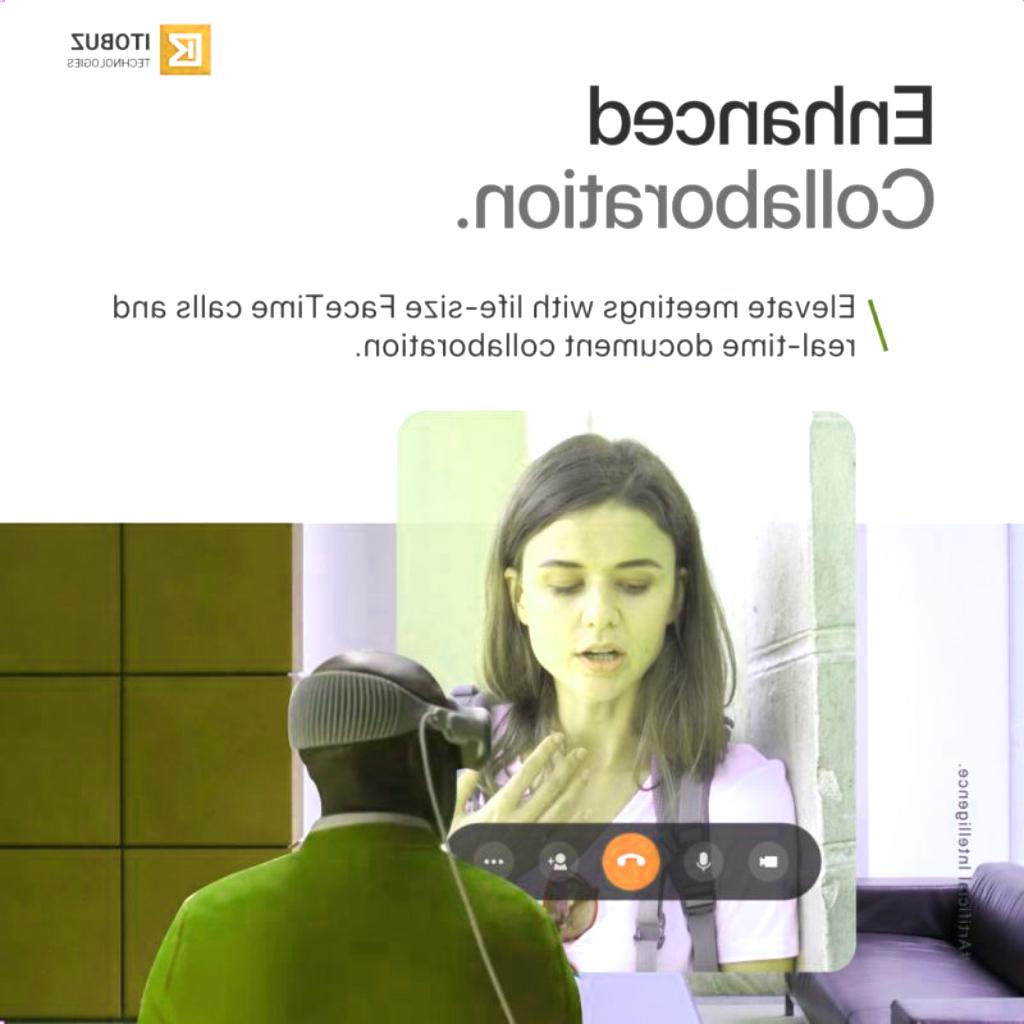 ITOBUZ
TECHNOLOGIES
Enhanced
Collaboration.
Elevate meetings with life-size FaceTime calls and
real-time document collaboration.
#Artificial Intelligence.